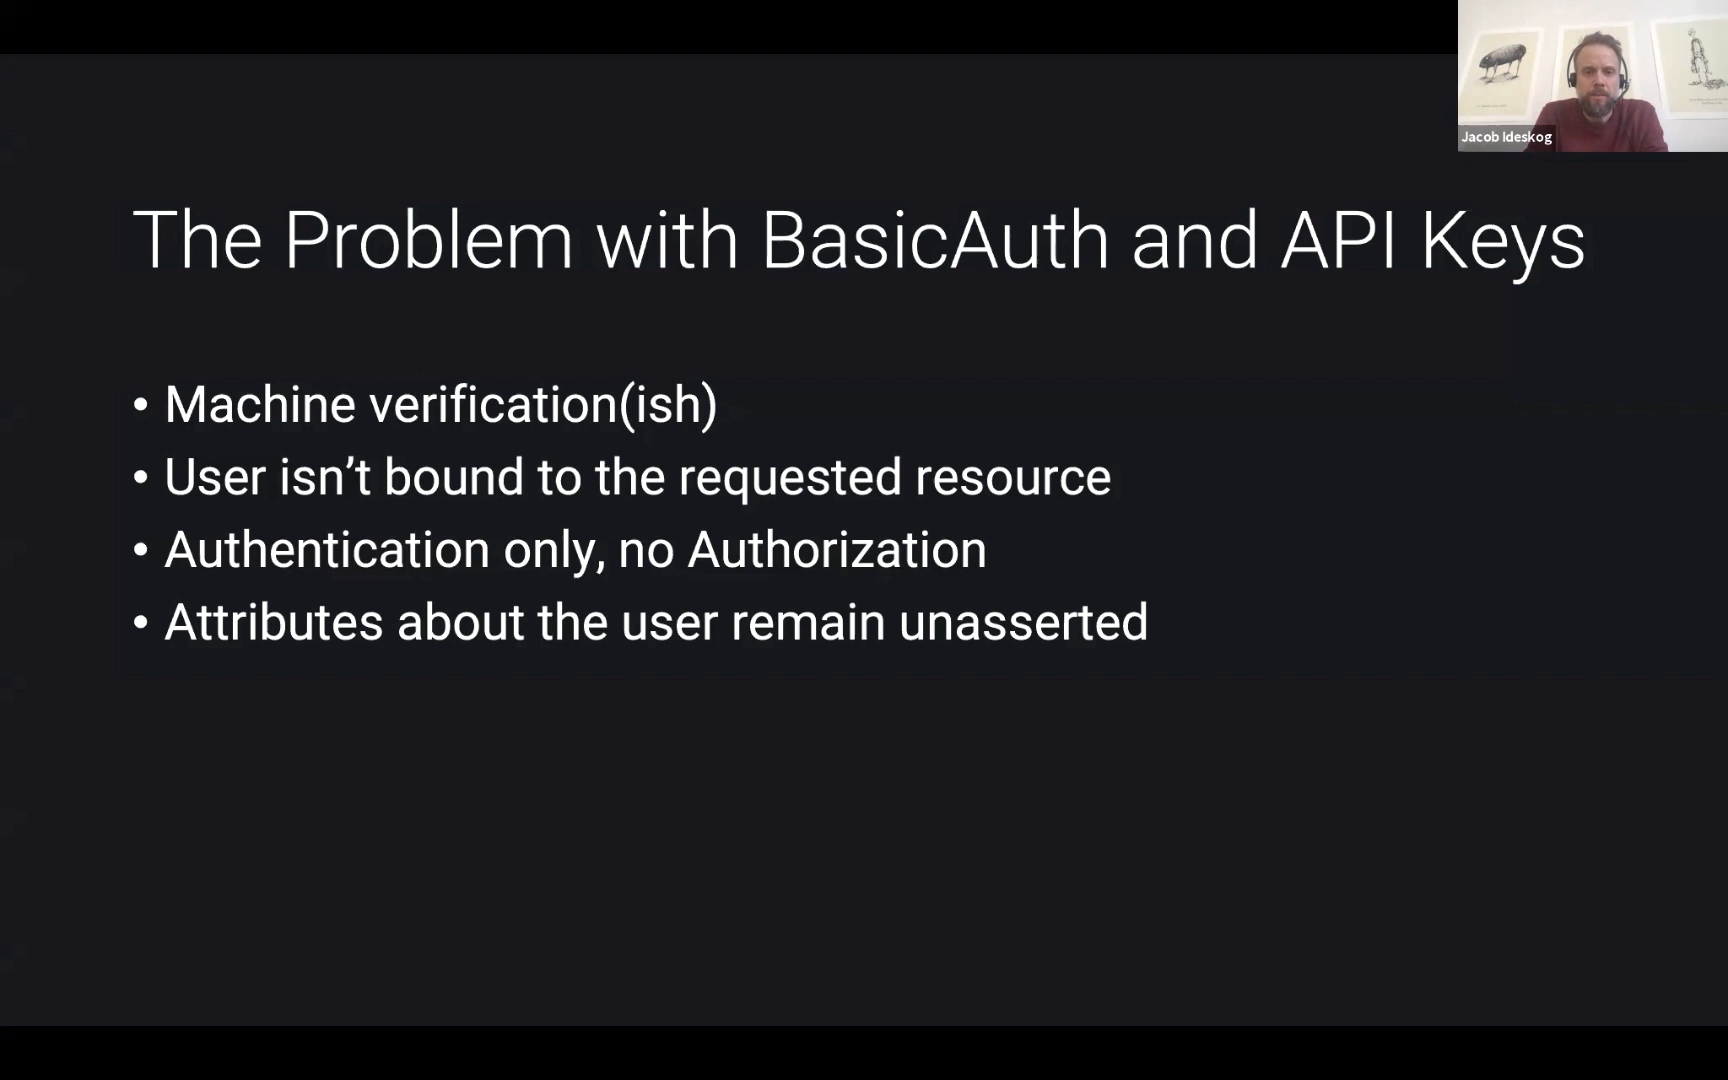 Jacob Ideskog
The Problem with BasicAuth and API Keys
• Machine verification(ish)
• User isn’t bound to the requested resource
• Authentication only, no Authorization
• Attributes about the user remain unasserted